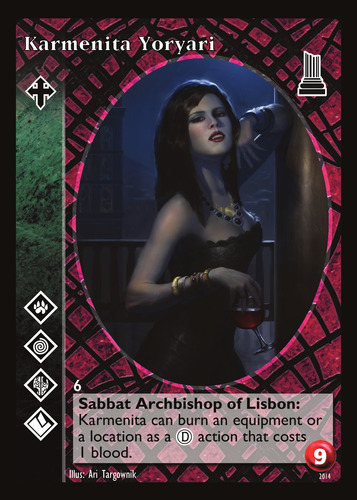 Karmenita Yoryari
6
Sabbat Archbishop of Lisbon:
Karmenita can burn an equipment or
a location as a Ⓓ action that costs
1 blood.
9
Illus: Ari Targownik
2014